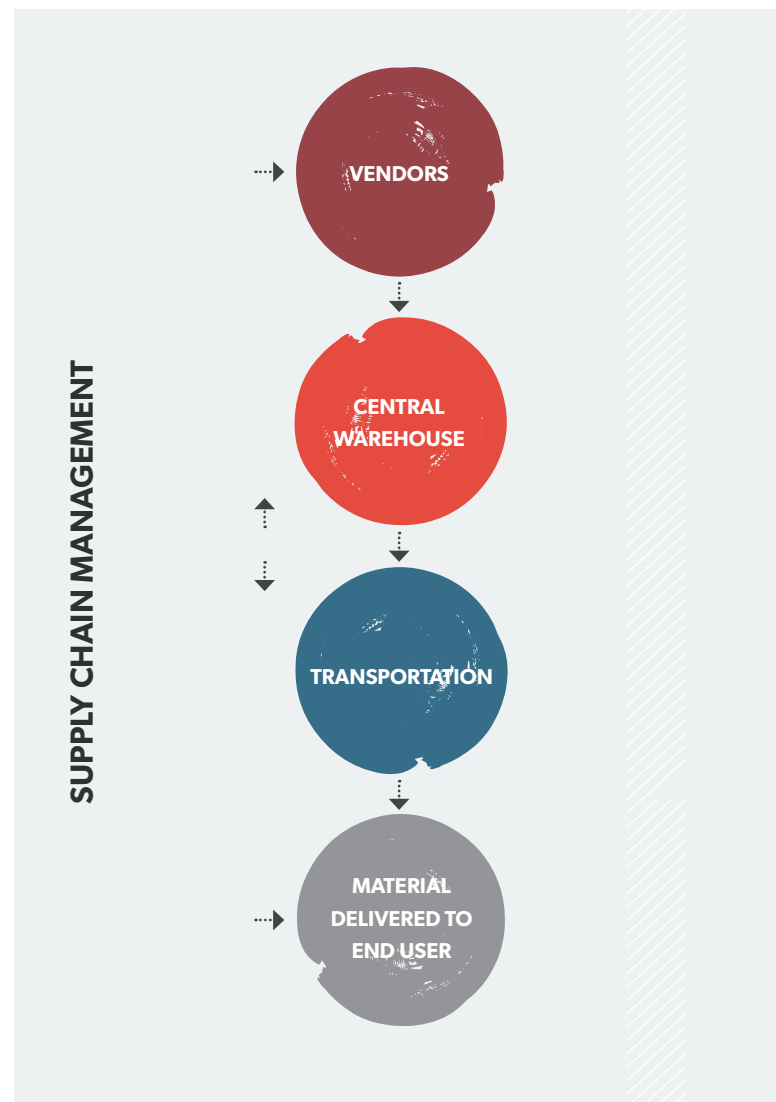 SUPPLY CHAIN MANAGEMENT
VENDORS
CENTRAL
WAREHOUSE
TRANSPORTATION
MATERIAL
DELIVERED TO
END USER